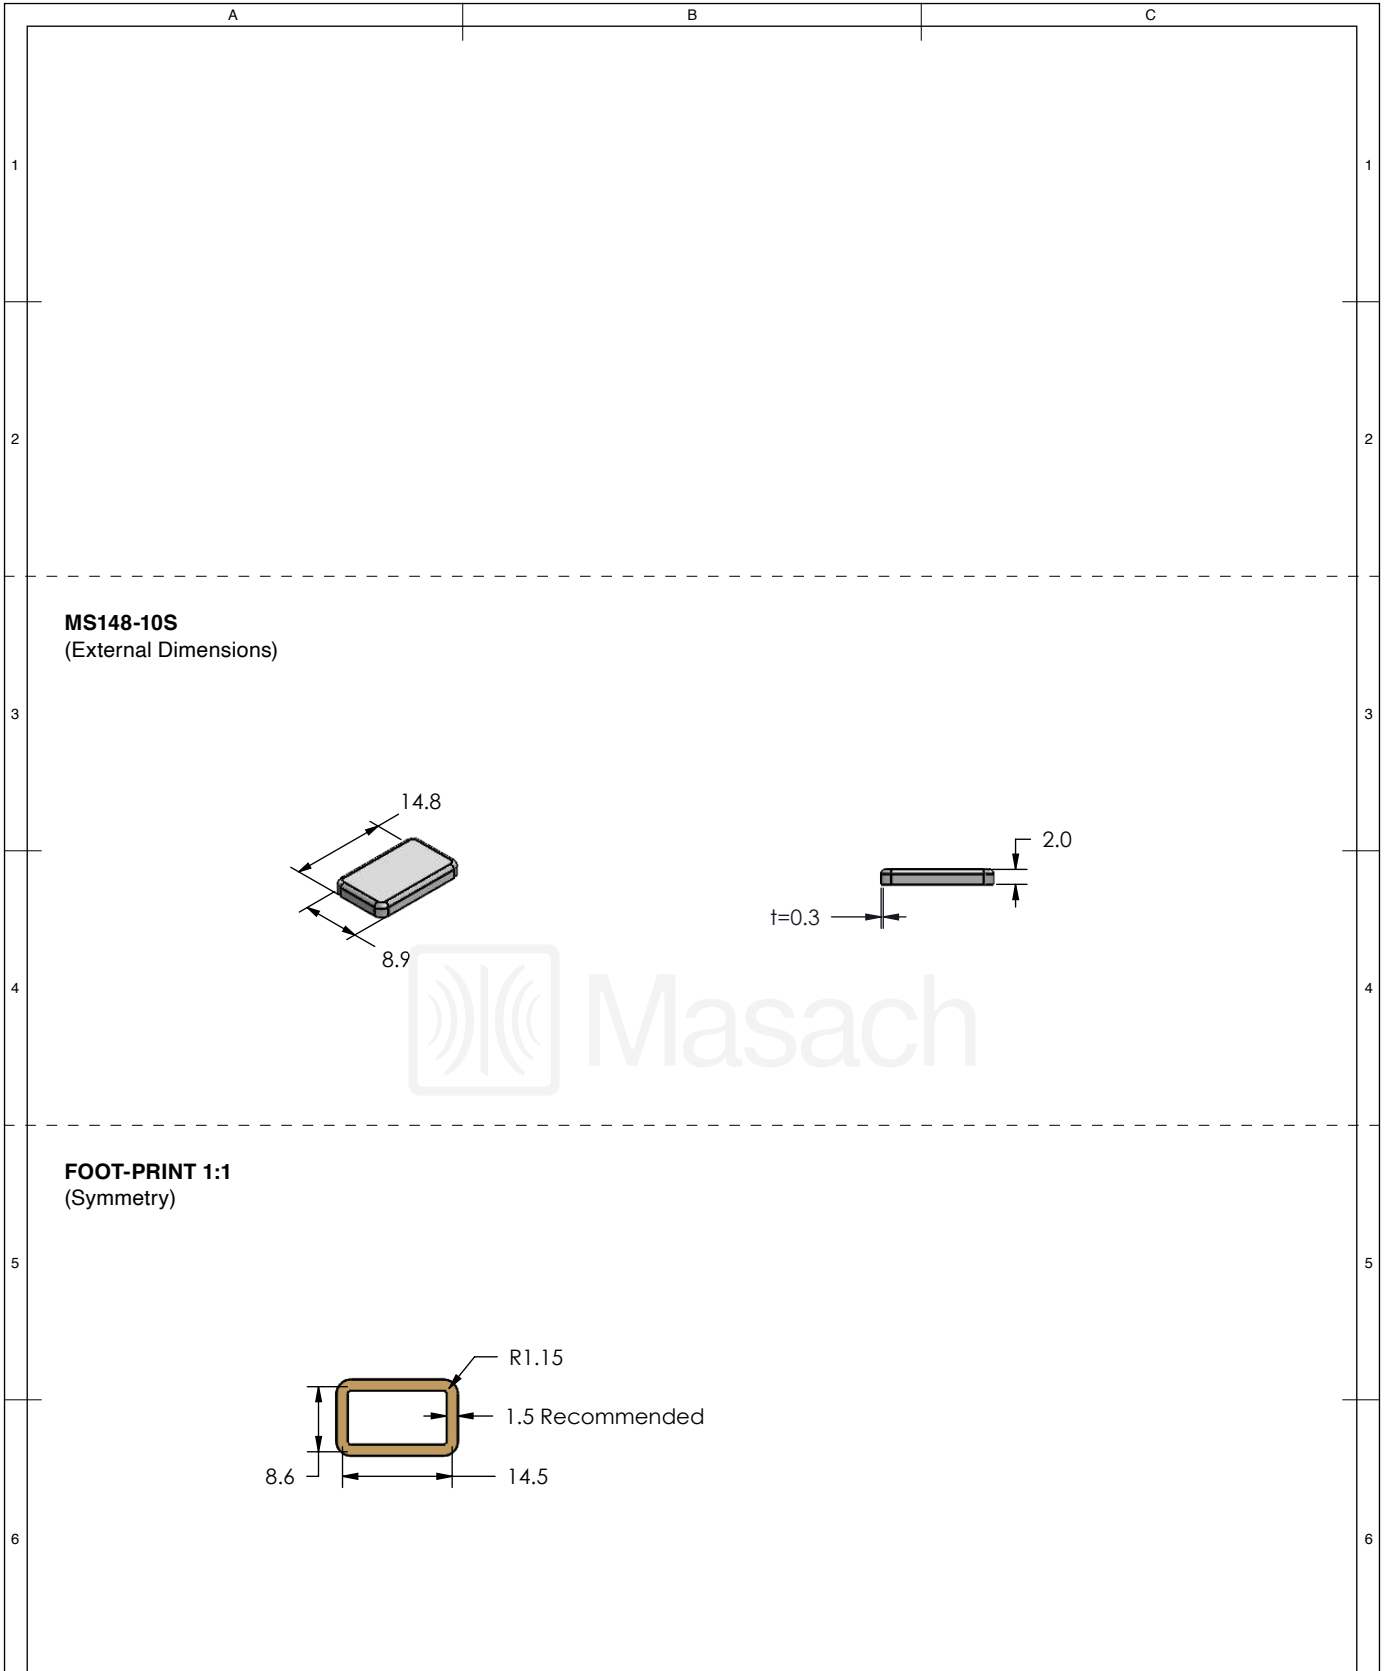 A B C
1 1
2 2
MS148-10S
(External Dimensions)
3 3
14.8
2.0
t=0.3
8.9
4 4
Masach
FOOT-PRINT 1:1
(Symmetry)
5 5
R1.15
1.5 Recommended
8.6 14.5
6 6